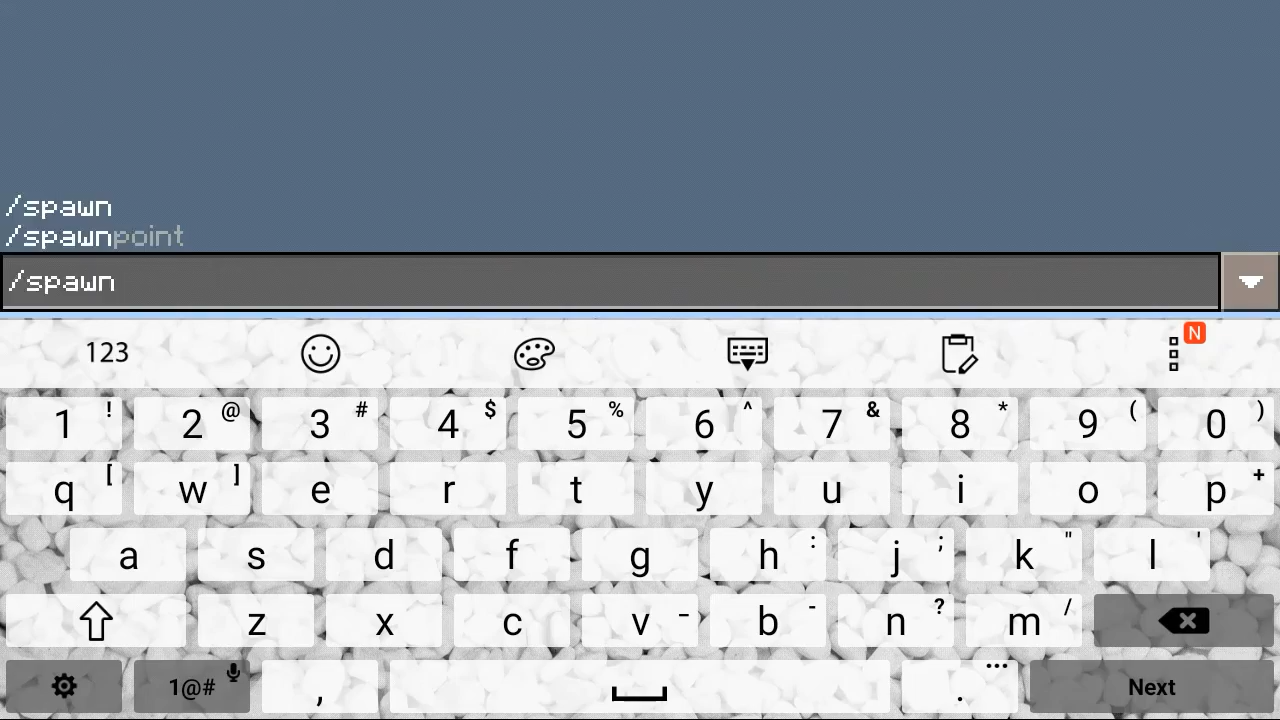 /spawn
/spawnpoint
/spawn
123
N
1 ! 2 @ 3 # 4 $ 5 % 6 ^ 7 & 8 * 9 ( 0 )
q [ w ] e r t y u i o p +
a s d f g h : j ; k " l '
z x c v _ b - n ? m /
1@# , . ... Next